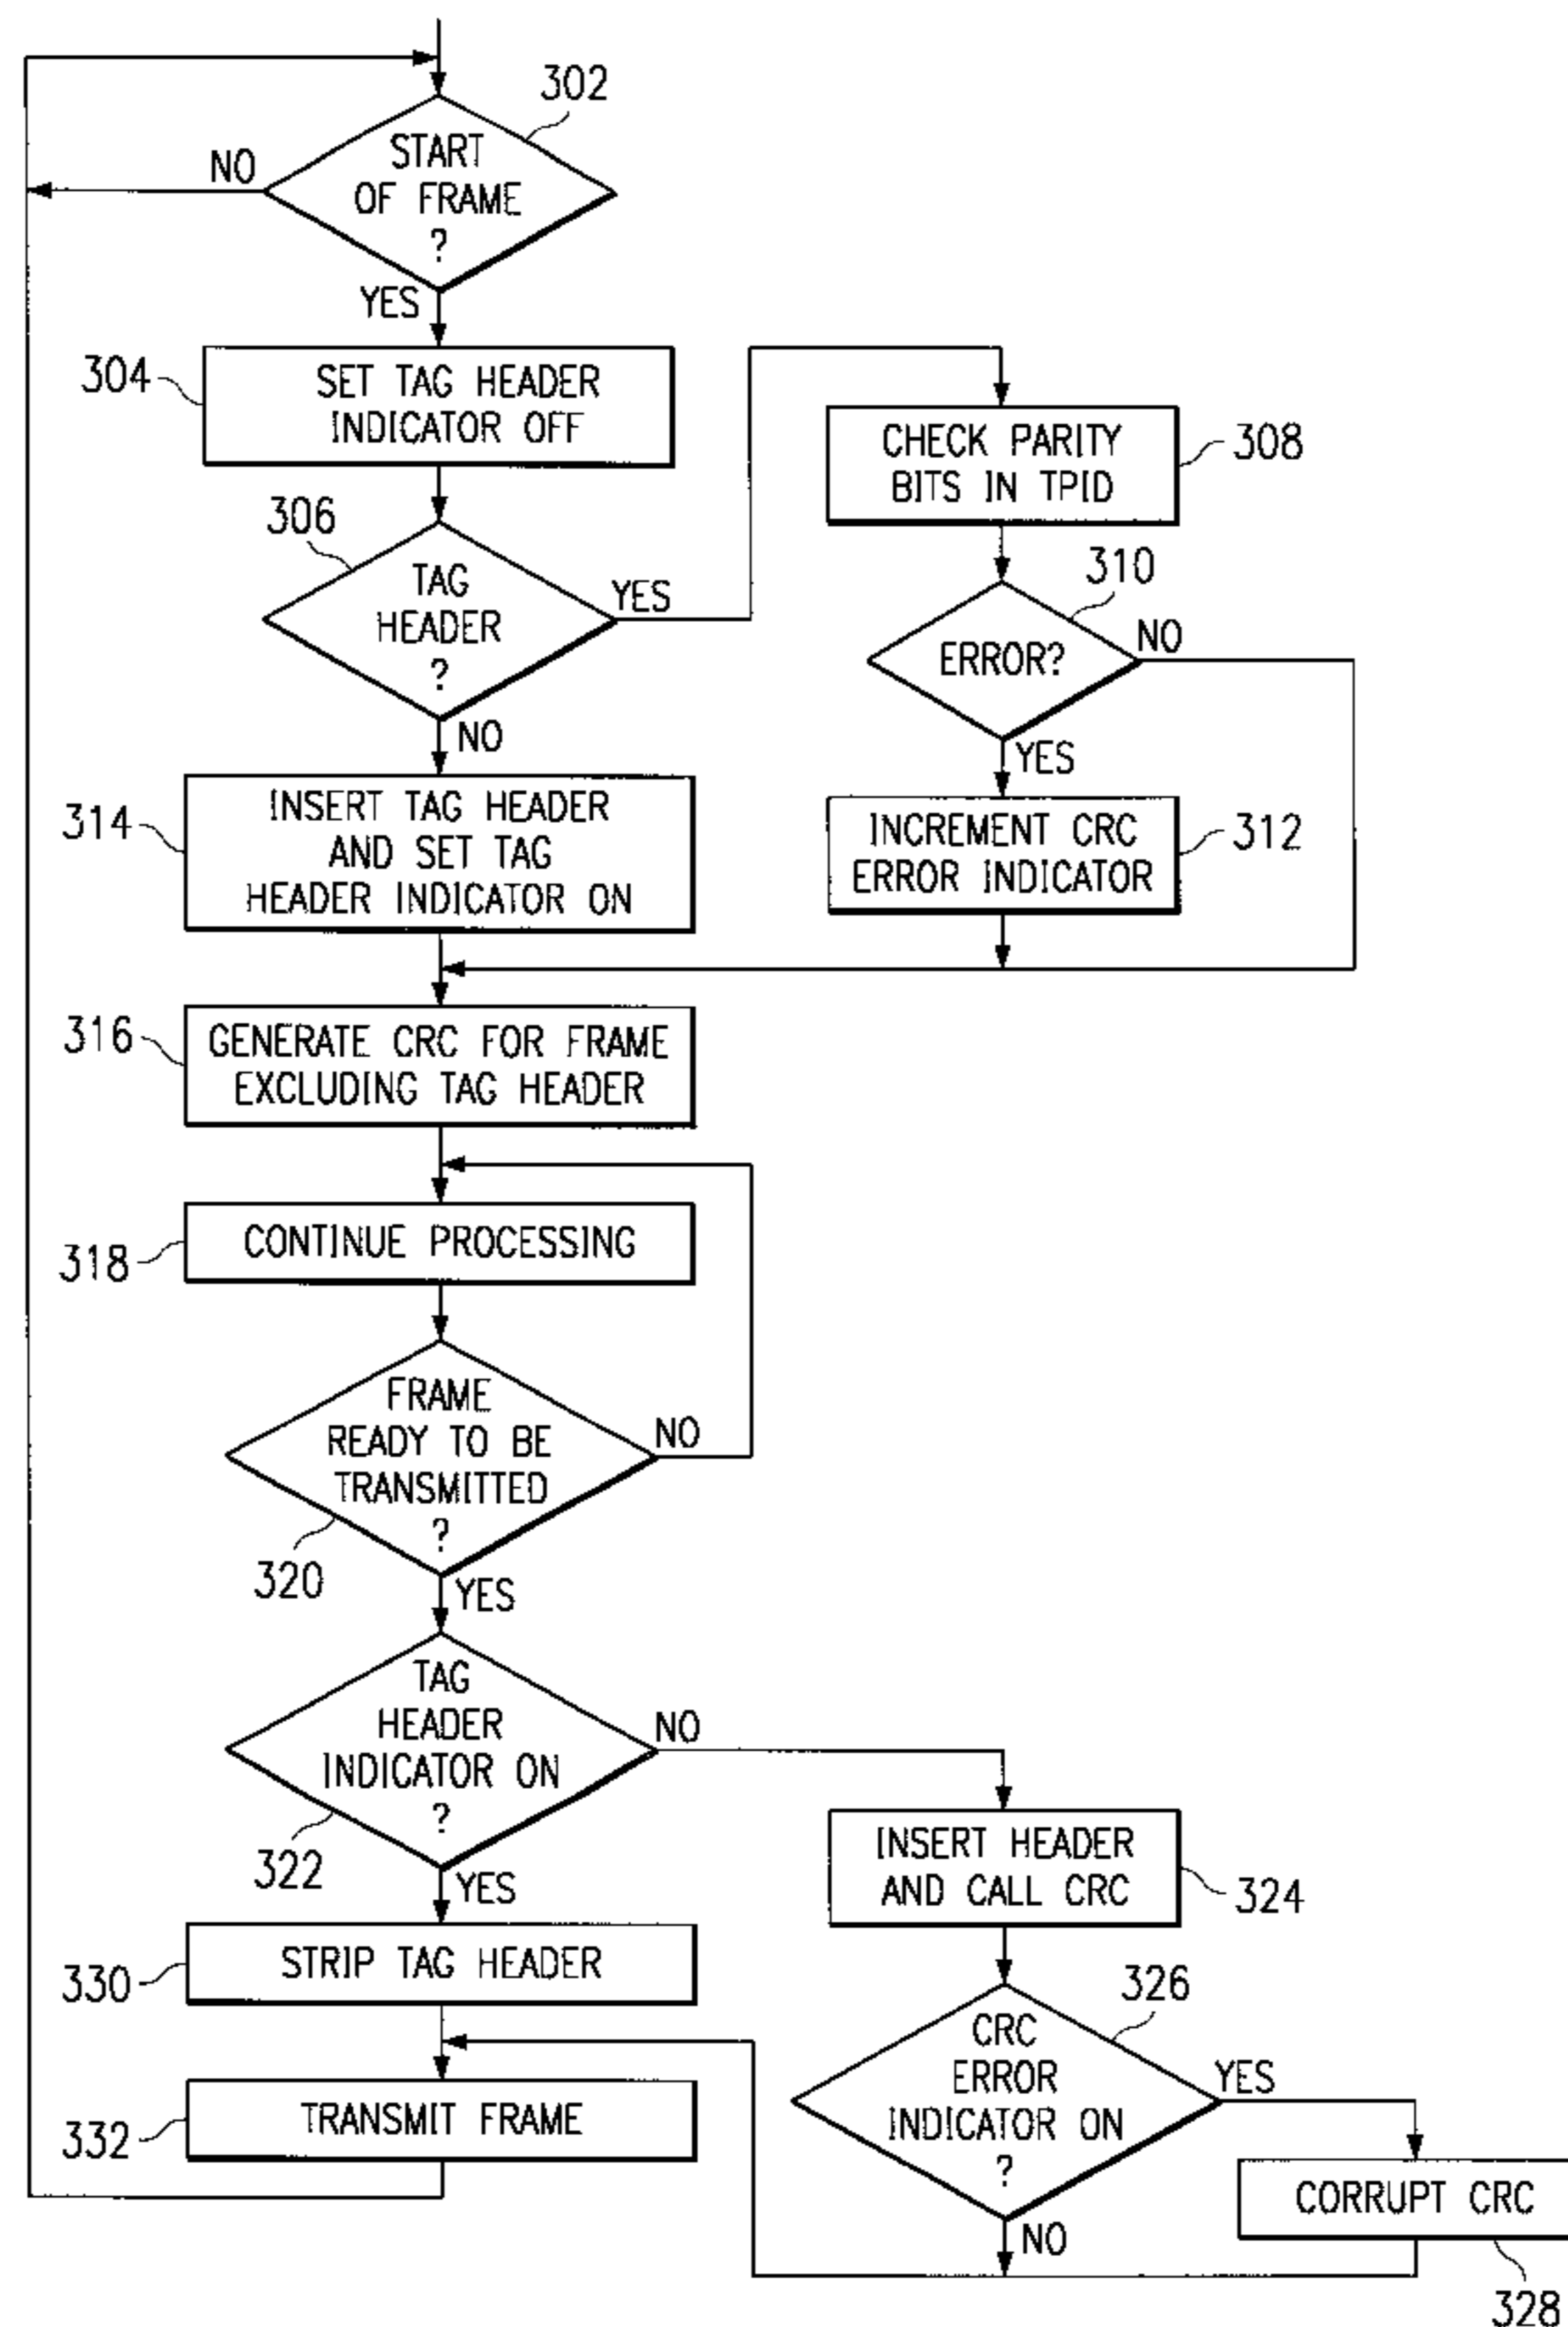 302
START
OF FRAME
?
NO
YES
304
SET TAG HEADER
INDICATOR OFF
306
TAG
HEADER
?
YES
NO
CHECK PARITY
BITS IN TPID
308
310
ERROR?
NO
YES
INCREMENT CRC
ERROR INDICATOR
312
314
INSERT TAG HEADER
AND SET TAG
HEADER INDICATOR ON
316
GENERATE CRC FOR FRAME
EXCLUDING TAG HEADER
CONTINUE PROCESSING
318
FRAME
READY TO BE
TRANSMITTED
?
NO
320
YES
TAG
HEADER
INDICATOR ON
?
NO
322
YES
INSERT HEADER
AND CALL CRC
324
STRIP TAG HEADER
330
326
CRC
ERROR
INDICATOR ON
?
YES
NO
TRANSMIT FRAME
332
CORRUPT CRC
328